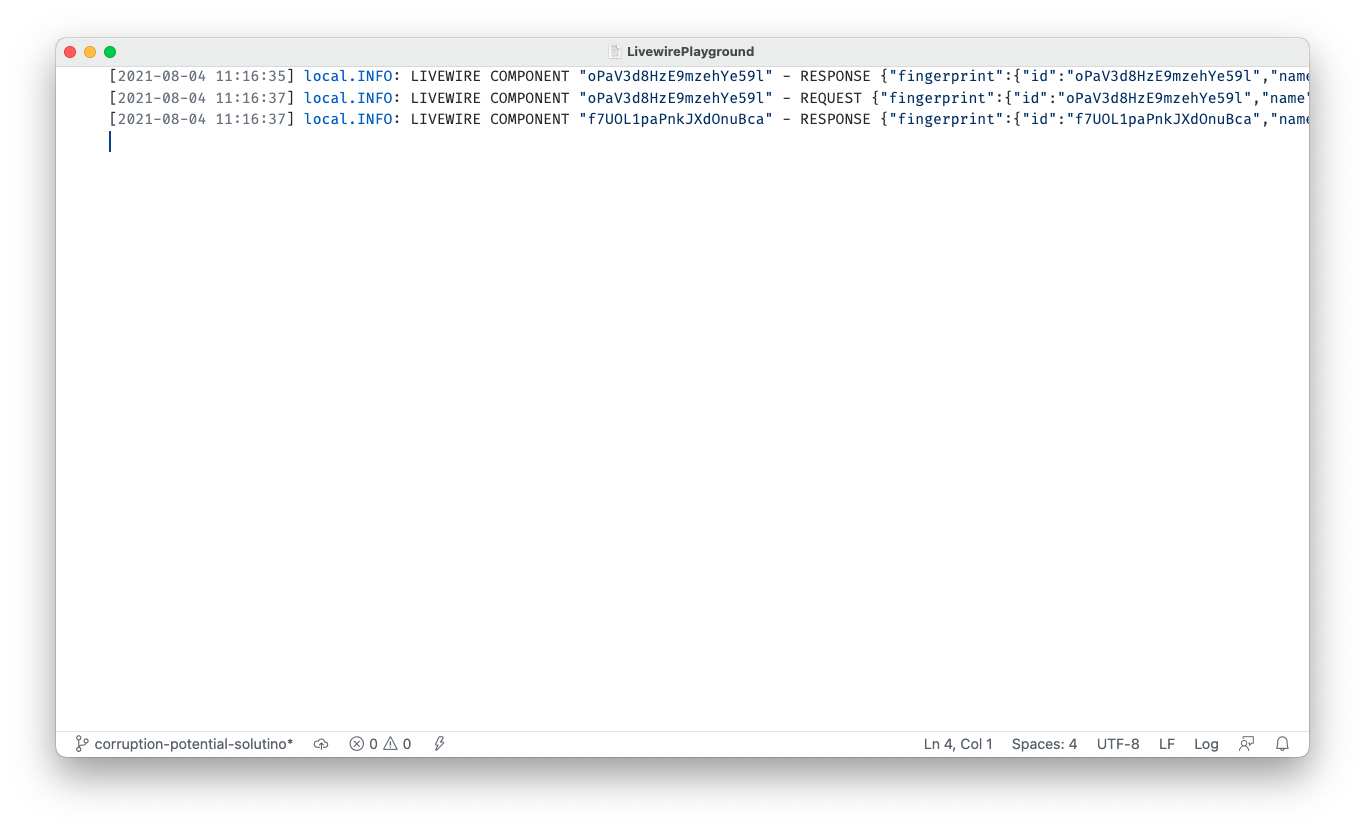 LivewirePlayground
[2021-08-04 11:16:35] local.INFO: LIVEWIRE COMPONENT "oPaV3d8HzE9mzehYe59l" - RESPONSE {"fingerprint":{"id":"oPaV3d8HzE9mzehYe59l","name
[2021-08-04 11:16:37] local.INFO: LIVEWIRE COMPONENT "oPaV3d8HzE9mzehYe59l" - REQUEST {"fingerprint":{"id":"oPaV3d8HzE9mzehYe59l","name"
[2021-08-04 11:16:37] local.INFO: LIVEWIRE COMPONENT "f7UOL1paPnkJXdOnuBca" - RESPONSE {"fingerprint":{"id":"f7UOL1paPnkJXdOnuBca","name
corruption-potential-solutino* 0 0 Ln 4, Col 1 Spaces: 4 UTF-8 LF Log